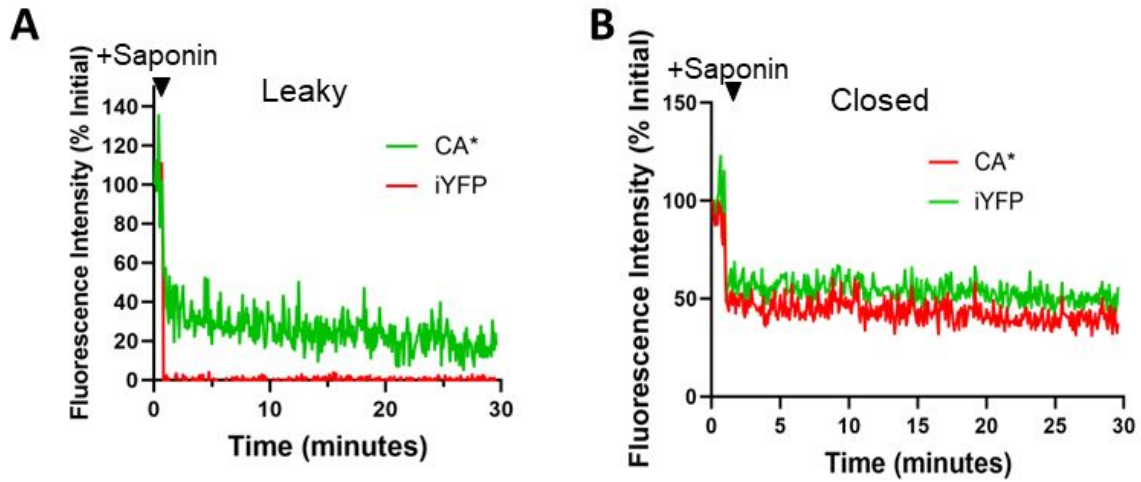 A
+Saponin
Leaky
Fluorescence Intensity (% Initial)
140
120
100
80
60
40
20
0
CA*
iYFP
0
10
20
30
Time (minutes)
B
+Saponin
Closed
Fluorescence Intensity (% Initial)
150
100
50
0
CA*
iYFP
0
5
10
15
20
25
30
Time (minutes)